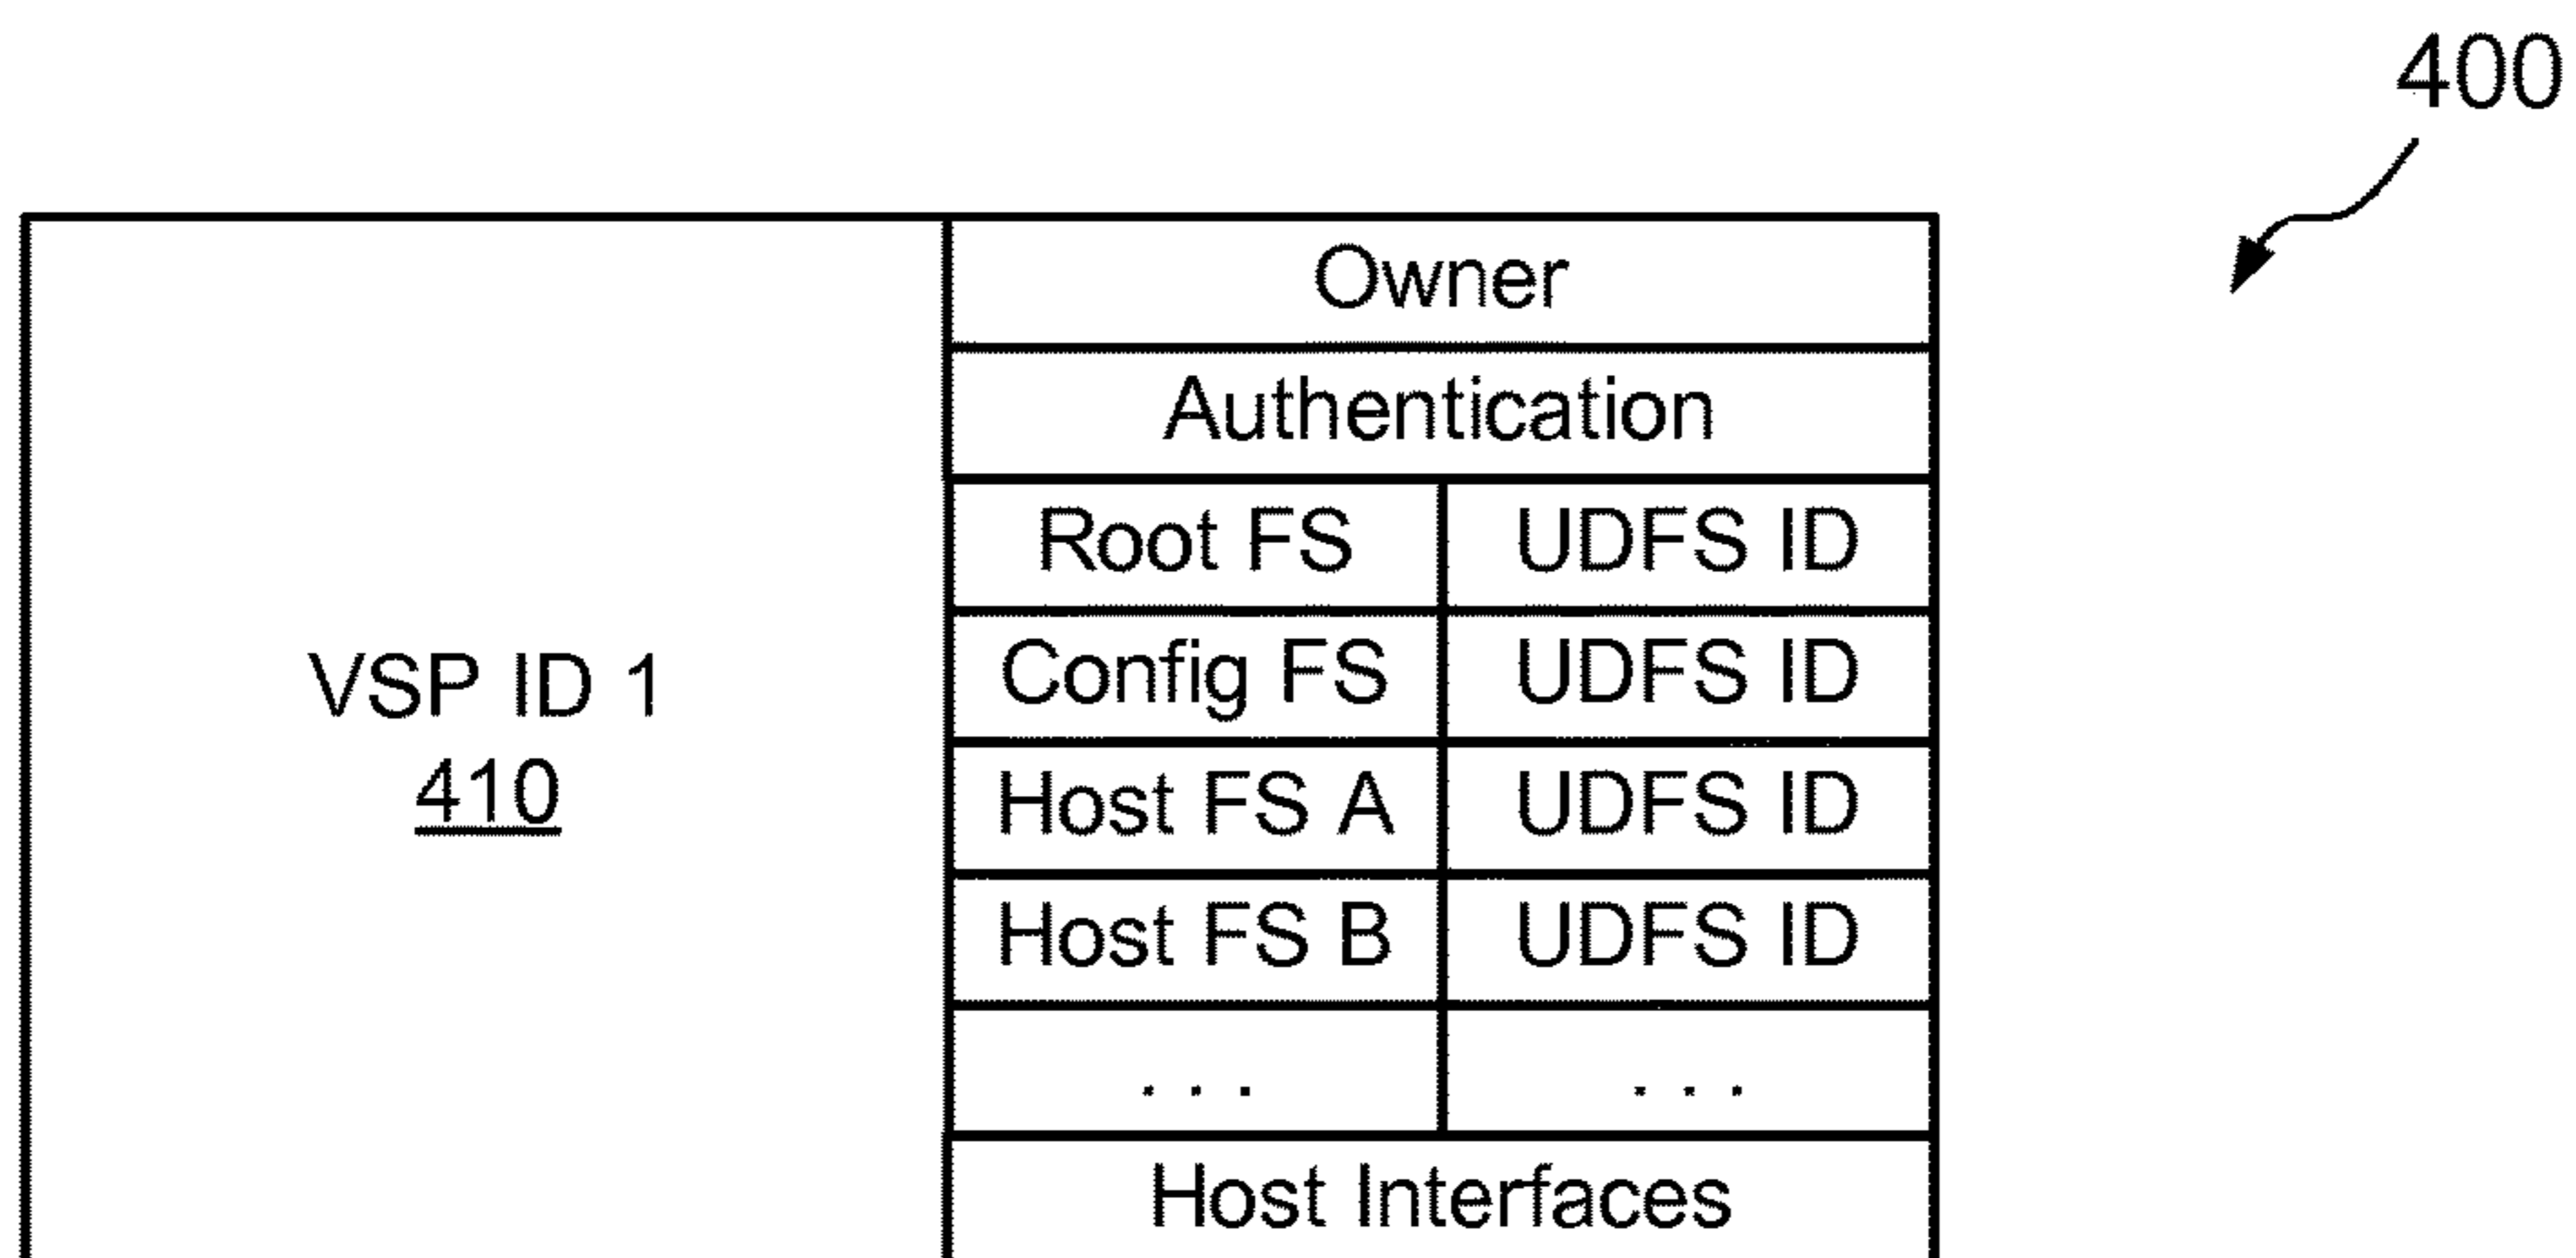 400
Owner
Authentication
Root FS UDFS ID
Config FS UDFS ID
VSP ID 1
410
Host FS A UDFS ID
Host FS B UDFS ID
. . . . . .
Host Interfaces